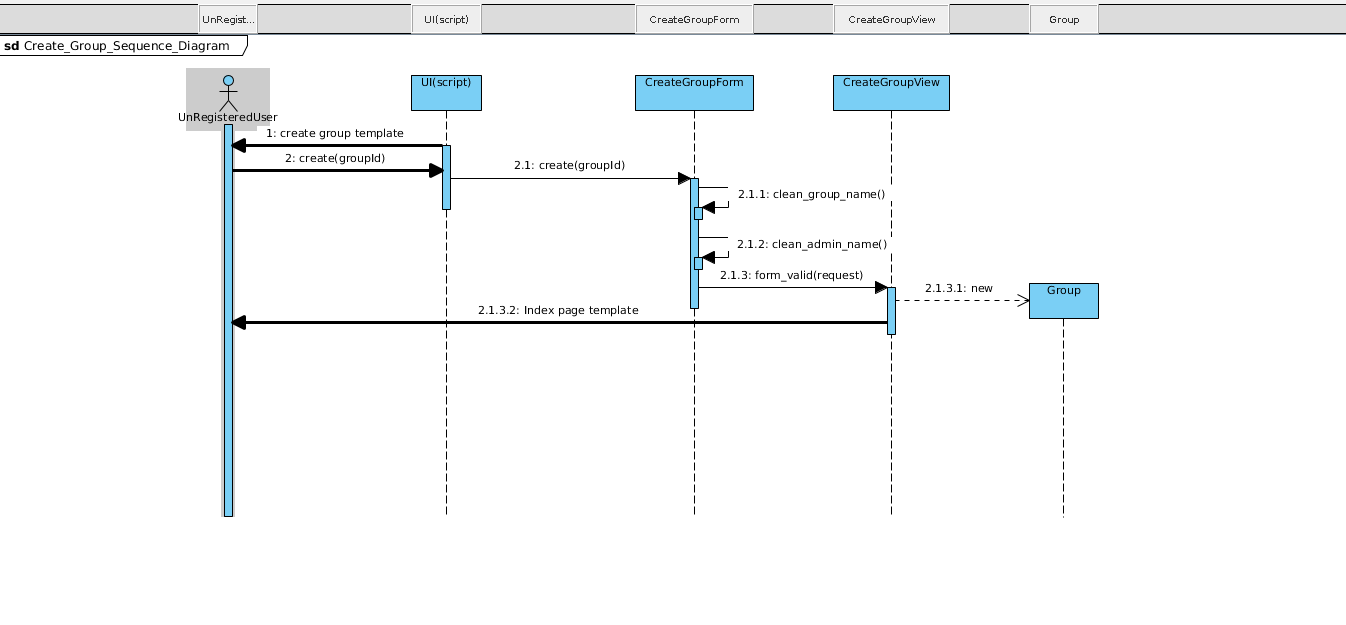 UnRegist... UI(script) CreateGroupForm CreateGroupView Group
sd Create_Group_Sequence_Diagram
UI(script) CreateGroupForm CreateGroupView
UnRegisteredUser
1: create group template
2: create(groupId)
2.1: create(groupId)
2.1.1: clean_group_name()
2.1.2: clean_admin_name()
2.1.3: form_valid(request)
2.1.3.1: new
Group
2.1.3.2: Index page template